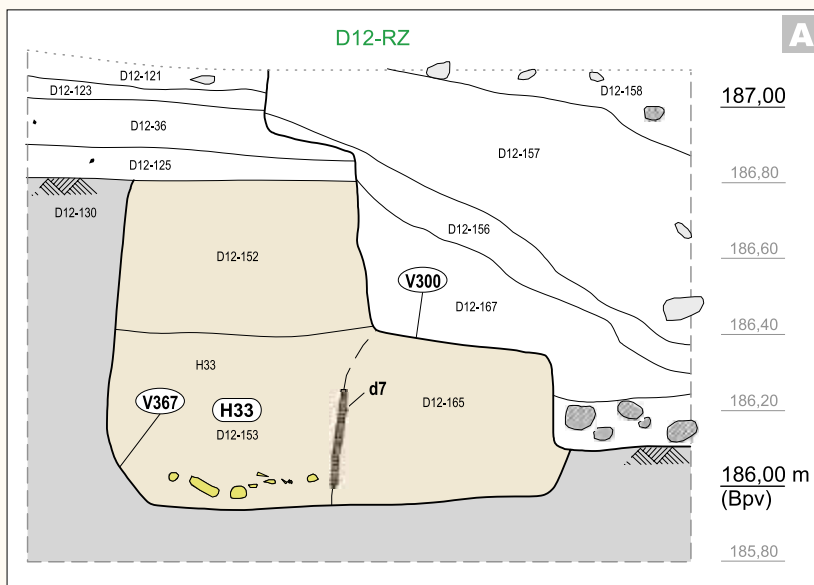 D12-RZ
A
D12-121
D12-123
D12-158
187,00
D12-36
D12-157
D12-125
186,80
D12-130
D12-156
D12-152
186,60
V300
D12-167
186,40
H33
d7
V367
H33
D12-165
186,20
D12-153
186,00 m
(Bpv)
185,80